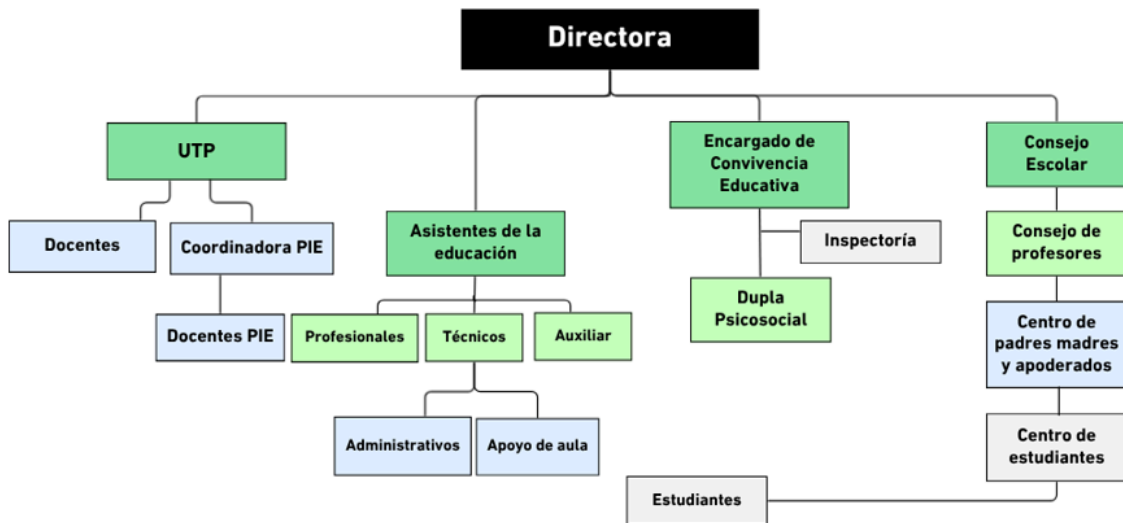 Directora
UTP
Encargado de
Convivencia
Educativa
Consejo
Escolar
Docentes
Coordinadora PIE
Asistentes de la
educación
Inspectoría
Consejo de
profesores
Docentes PIE
Profesionales
Técnicos
Auxiliar
Dupla
Psicosocial
Centro de
padres madres
y apoderados
Administrativos
Apoyo de aula
Centro de
estudiantes
Estudiantes